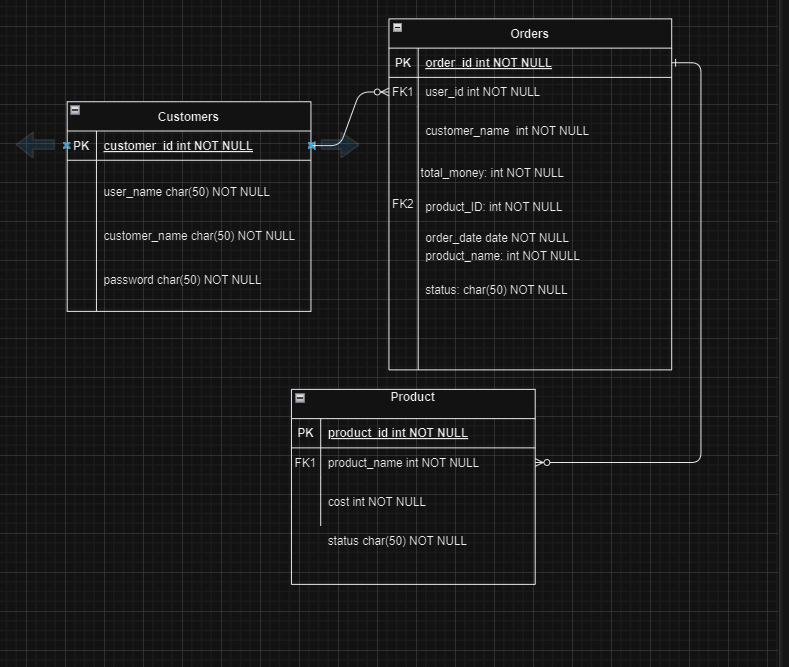 Orders
PK order_id int NOT NULL
FK1 user_id int NOT NULL
customer_name  int NOT NULL
total_money: int NOT NULL
FK2 product_ID: int NOT NULL
order_date date NOT NULL
product_name: int NOT NULL
status: char(50) NOT NULL
Customers
PK customer_id int NOT NULL
user_name char(50) NOT NULL
customer_name char(50) NOT NULL
password char(50) NOT NULL
Product
PK product_id int NOT NULL
FK1 product_name int NOT NULL
cost int NOT NULL
status char(50) NOT NULL